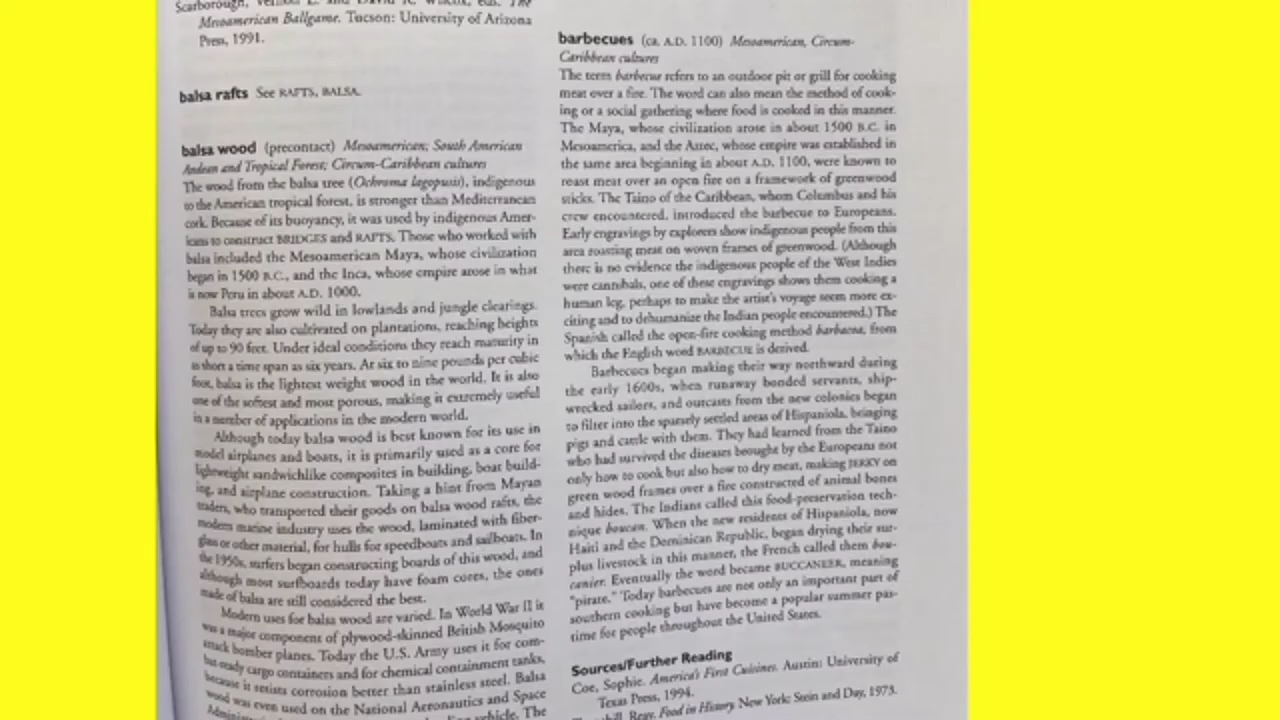 Scarborough, Vernon L. and David R. Wilcox, eds. The
Mesoamerican Ballgame. Tucson: University of Arizona
Press, 1991.
balsa rafts See RAFTS, BALSA.
balsa wood (precontact) Mesoamerican; South American
Andean and Tropical Forest; Circum-Caribbean cultures
The wood from the balsa tree (Ochroma lagopusii), indigenous
to the American tropical forest, is stronger than Mediterranean
cork. Because of its buoyancy, it was used by indigenous Amer-
icans to construct BRIDGES and RAFTS. Those who worked with
balsa included the Mesoamerican Maya, whose civilization
began in 1500 B.C., and the Inca, whose empire arose in what
is now Peru in about A.D. 1000.
Balsa trees grow wild in lowlands and jungle clearings.
Today they are also cultivated on plantations, reaching heights
of up to 90 feet. Under ideal conditions they reach maturity in
as short a time span as six years. At six to nine pounds per cubic
foot, balsa is the lightest weight wood in the world. It is also
one of the softest and most porous, making it extremely useful
in a number of applications in the modern world.
Although today balsa wood is best known for its use in
model airplanes and boats, it is primarily used as a core for
lightweight sandwichlike composites in building, boat build-
ing, and airplane construction. Taking a hint from Mayan
traders, who transported their goods on balsa wood rafts, the
modern marine industry uses the wood, laminated with fiber-
glass or other material, for hulls for speedboats and sailboats. In
the 1950s, surfers began constructing boards of this wood, and
although most surfboards today have foam cores, the ones
made of balsa are still considered the best.
Modern uses for balsa wood are varied. In World War II it
was a major component of plywood-skinned British Mosquito
attack bomber planes. Today the U.S. Army uses it for com-
bat-ready cargo containers and for chemical containment tanks,
because it resists corrosion better than stainless steel. Balsa
wood was even used on the National Aeronautics and Space
vehicle. The
barbecues (ca. A.D. 1100) Mesoamerican, Circum-
Caribbean cultures
The term barbecue refers to an outdoor pit or grill for cooking
meat over a fire. The word can also mean the method of cook-
ing or a social gathering where food is cooked in this manner.
The Maya, whose civilization arose in about 1500 B.C. in
Mesoamerica, and the Aztec, whose empire was established in
the same area beginning in about A.D. 1100, were known to
roast meat over an open fire on a framework of greenwood
sticks. The Taino of the Caribbean, whom Columbus and his
crew encountered, introduced the barbecue to Europeans.
Early engravings by explorers show indigenous people from this
area roasting meat on woven frames of greenwood. (Although
there is no evidence the indigenous people of the West Indies
were cannibals, one of these engravings shows them cooking a
human leg, perhaps to make the artist's voyage seem more ex-
citing and to dehumanize the Indian people encountered.) The
Spanish called the open-fire cooking method barbacoa, from
which the English word BARBECUE is derived.
Barbecues began making their way northward during
the early 1600s, when runaway bonded servants, ship-
wrecked sailors, and outcasts from the new colonies began
to filter into the sparsely settled areas of Hispaniola, bringing
pigs and cattle with them. They had learned from the Taino
who had survived the diseases brought by the Europeans not
only how to cook but also how to dry meat, making JERKY on
green wood frames over a fire constructed of animal bones
and hides. The Indians called this food-preservation tech-
nique boucan. When the new residents of Hispaniola, now
Haiti and the Dominican Republic, began drying their sur-
plus livestock in this manner, the French called them bou-
canier. Eventually the word became BUCCANEER, meaning
"pirate." Today barbecues are not only an important part of
southern cooking but have become a popular summer pas-
time for people throughout the United States.
Sources/Further Reading
Coe, Sophie. America's First Cuisines. Austin: University of
Texas Press, 1994.
Reay. Food in History. New York: Stein and Day, 1973.